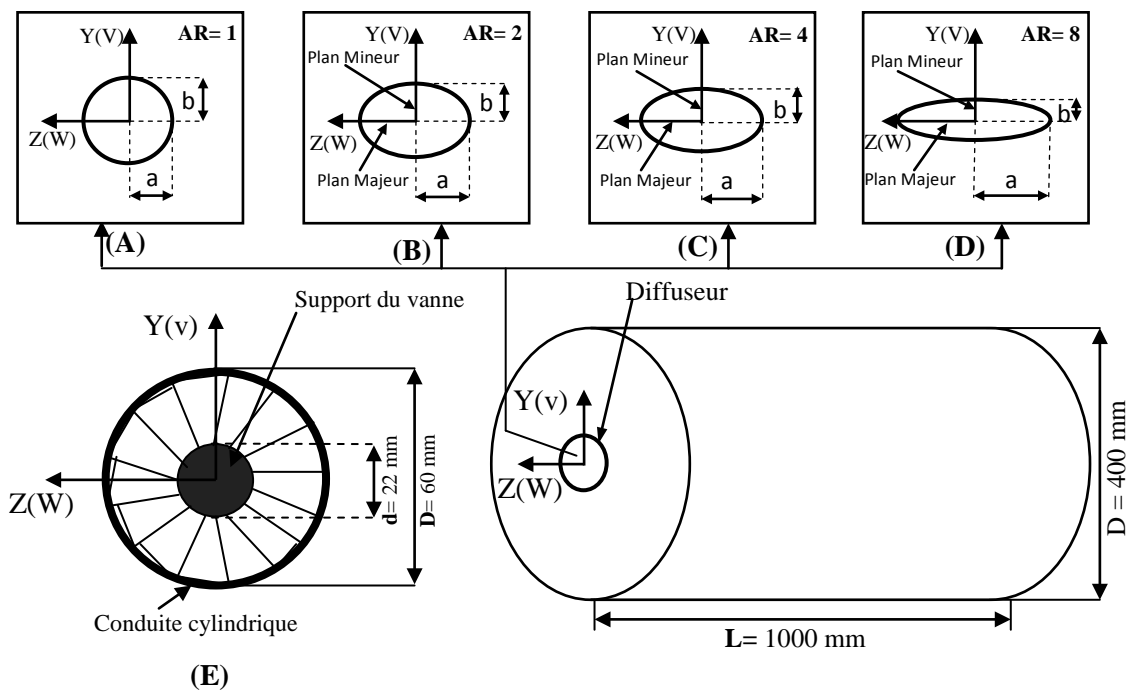 Y(V)
AR= 1
b
Z(W)
a
(A)
Y(V)
AR= 2
Plan Mineur
b
Z(W)
Plan Majeur
a
(B)
Y(V)
AR= 4
Plan Mineur
b
Z(W)
Plan Majeur
a
(C)
Y(V)
AR= 8
Plan Mineur
b
Z(W)
Plan Majeur
a
(D)
Support du vanne
Y(v)
Z(W)
d= 22 mm
D= 60 mm
Conduite cylindrique
(E)
Diffuseur
Y(v)
Z(W)
D = 400 mm
L= 1000 mm